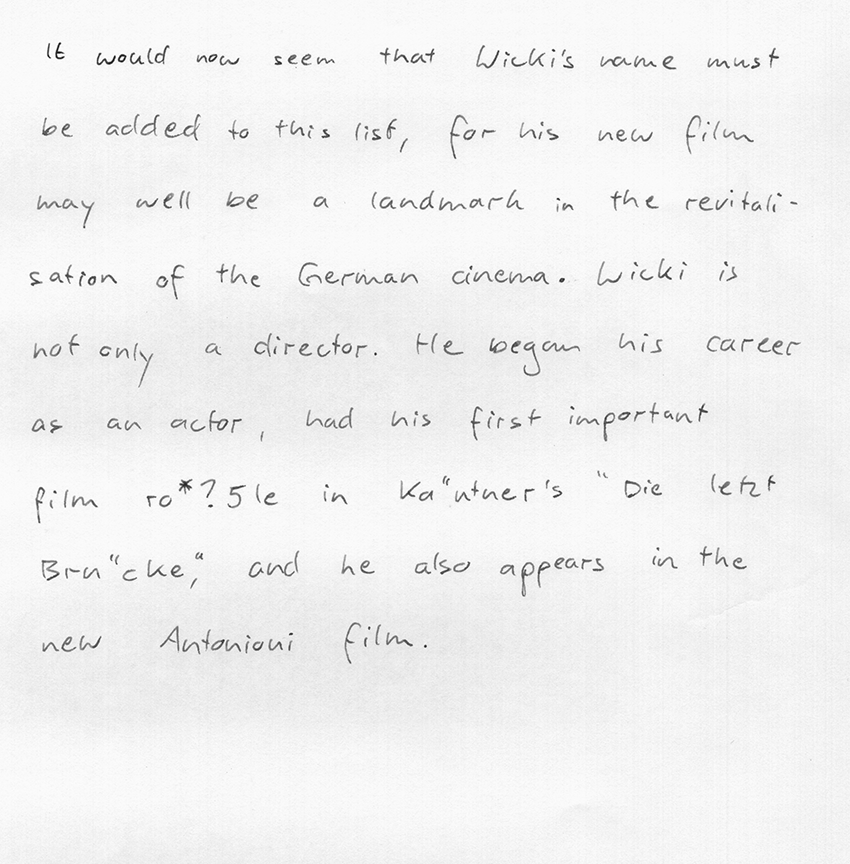 It would now seem that Wicki's name must
be added to this list, for his new film
may well be a landmark in the revitali-
sation of the German cinema. Wicki is
not only a director. He began his career
as an actor, had his first important
film ro*?5le in Ka"utner's "Die letzt
Bru"cke," and he also appears in the
new Antonioni film.